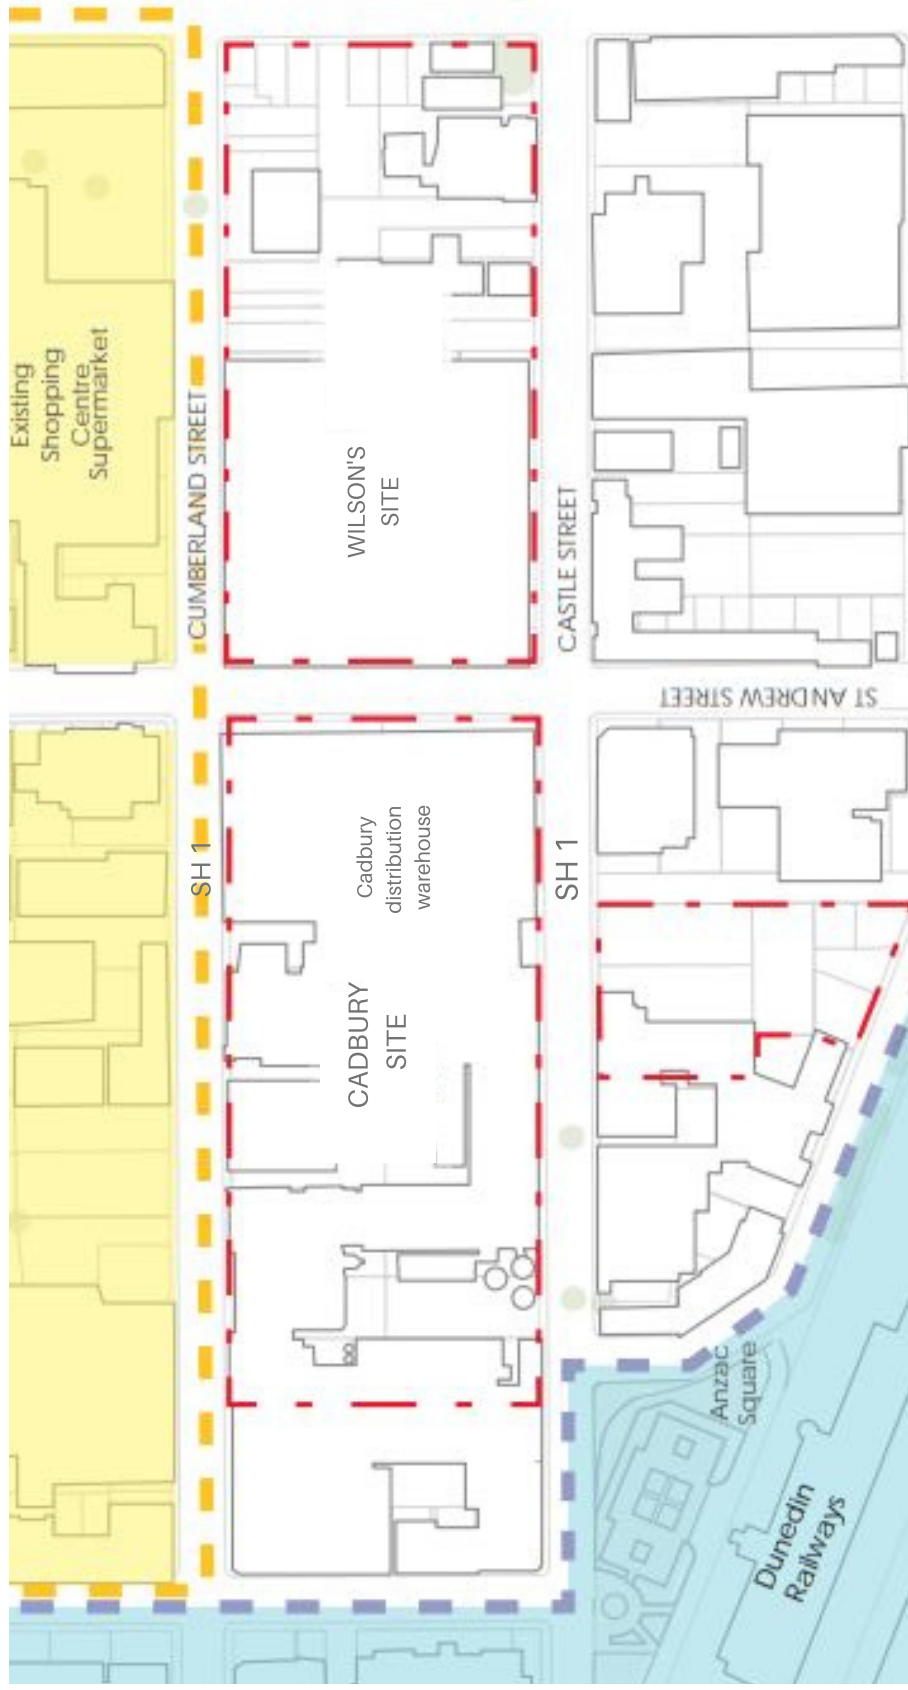 Existing
Shopping
Centre
Supermarket
CUMBERLAND STREET
WILSON'S
SITE
CASTLE STREET
ST ANDREW STREET
SH 1
Cadbury
distribution
warehouse
SH 1
CADBURY
SITE
Anzac
Square
Dunedin
Railways